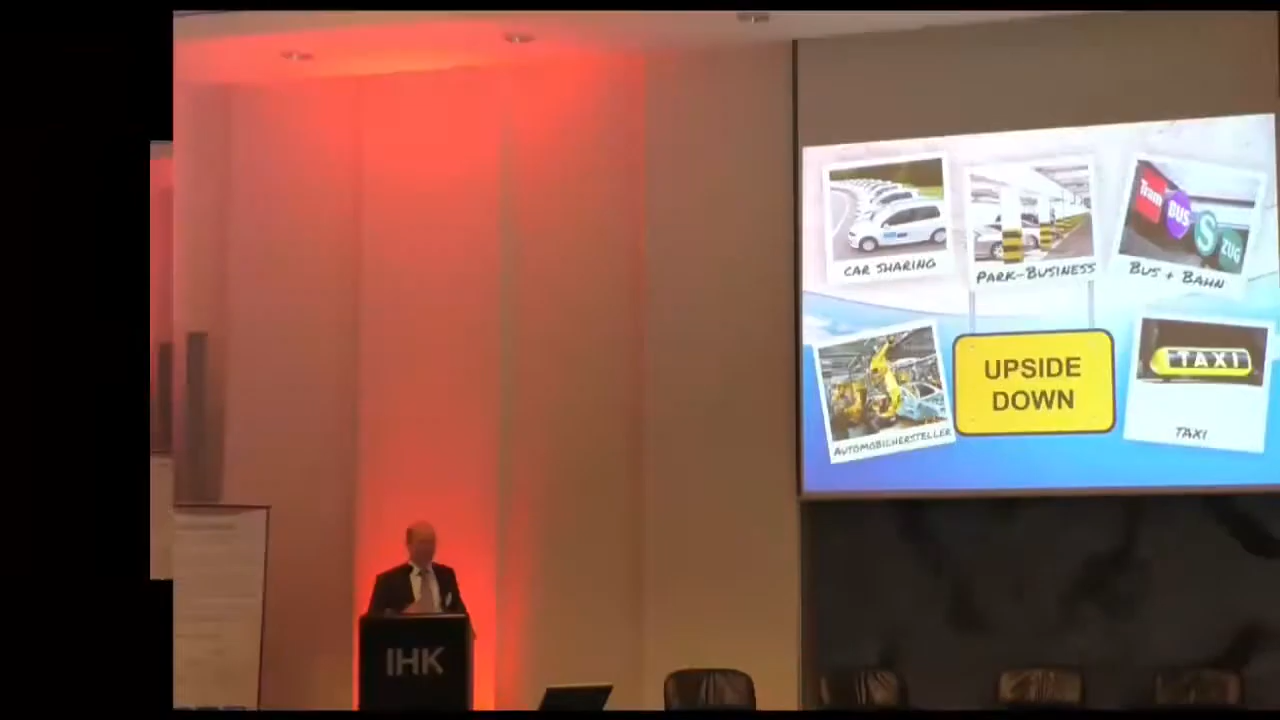 CAR SHARING
PARK-BUSINESS
Tram
BUS
S
ZUG
BUS + BAHN
AUTOMOBILHERSTELLER
UPSIDE
DOWN
TAXI
TAXI
IHK